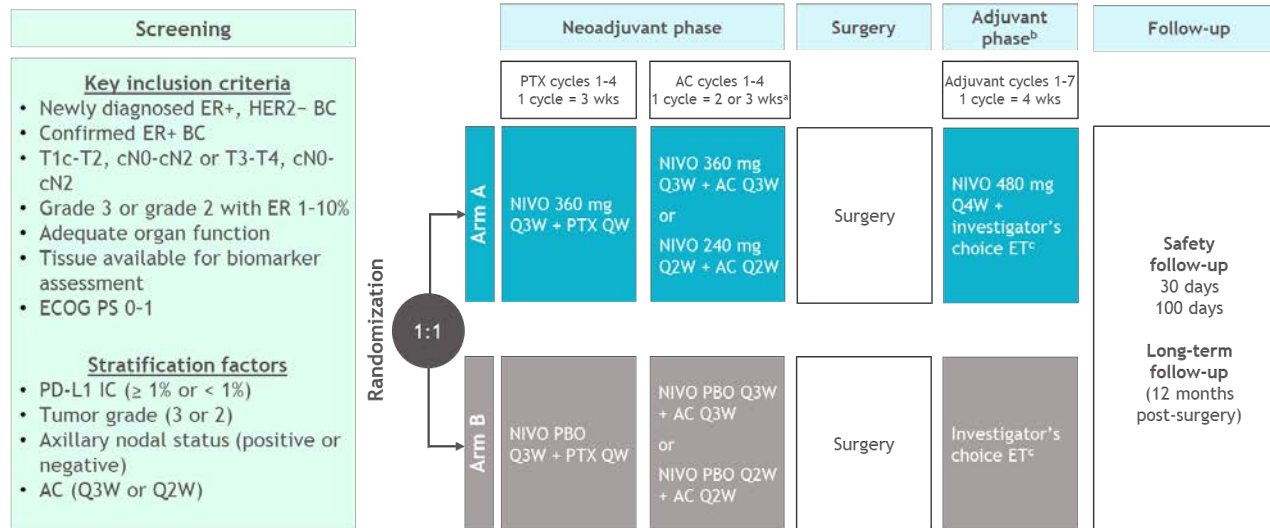 Screening
Key inclusion criteria
• Newly diagnosed ER+, HER2− BC
• Confirmed ER+ BC
• T1c-T2, cN0-cN2 or T3-T4, cN0-
cN2
• Grade 3 or grade 2 with ER 1-10%
• Adequate organ function
• Tissue available for biomarker
assessment
• ECOG PS 0-1
Stratification factors
• PD-L1 IC (≥ 1% or < 1%)
• Tumor grade (3 or 2)
• Axillary nodal status (positive or
negative)
• AC (Q3W or Q2W)
Randomization
1:1
Neoadjuvant phase
Surgery
Adjuvant
phaseᵇ
Follow-up
PTX cycles 1-4
1 cycle = 3 wks
AC cycles 1-4
1 cycle = 2 or 3 wksᵃ
Adjuvant cycles 1-7
1 cycle = 4 wks
Arm A
NIVO 360 mg
Q3W + PTX QW
NIVO 360 mg
Q3W + AC Q3W
or
NIVO 240 mg
Q2W + AC Q2W
Surgery
NIVO 480 mg
Q4W +
investigator's
choice ETᶜ
Arm B
NIVO PBO
Q3W + PTX QW
NIVO PBO Q3W
+ AC Q3W
or
NIVO PBO Q2W
+ AC Q2W
Surgery
Investigator's
choice ETᶜ
Safety
follow-up
30 days
100 days
Long-term
follow-up
(12 months
post-surgery)